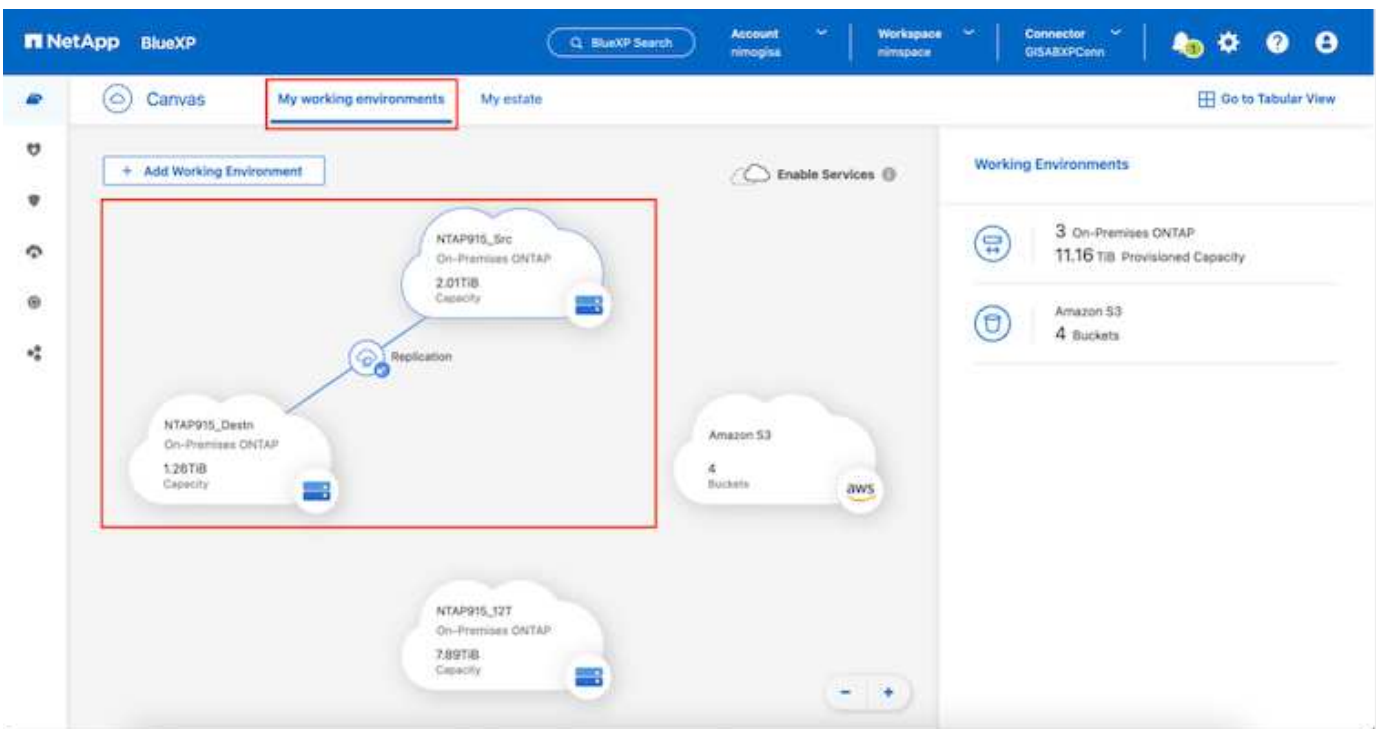 NetApp BlueXP
BlueXP Search
Account
nimogisa
Workspace
nimspace
Connector
GISABXPConn
1
Canvas
My working environments
My estate
Go to Tabular View
+ Add Working Environment
Enable Services
NTAP915_Src
On-Premises ONTAP
2.01TiB
Capacity
Replication
NTAP915_Destn
On-Premises ONTAP
1.26TiB
Capacity
Amazon S3
4
Buckets
aws
NTAP915_12T
On-Premises ONTAP
7.89TiB
Capacity
- +
Working Environments
3 On-Premises ONTAP
11.16 TiB Provisioned Capacity
Amazon S3
4 Buckets